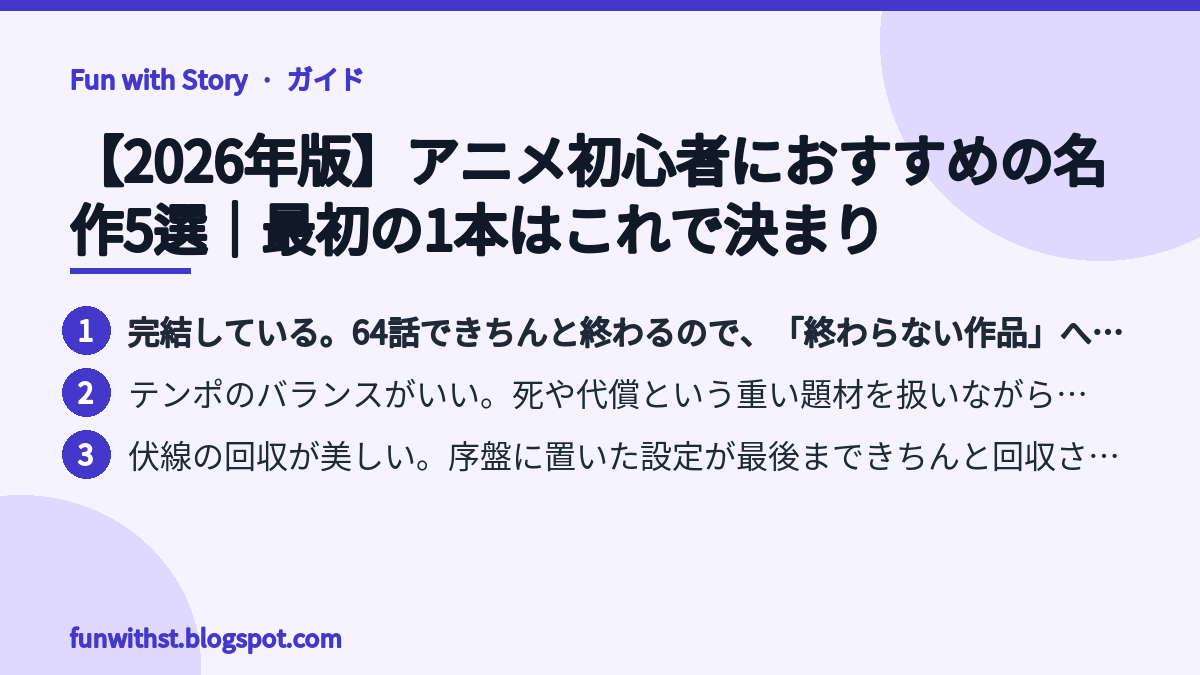 Fun with Story ・ ガイド
【2026年版】アニメ初心者におすすめの名
作5選｜最初の1本はこれで決まり
1 完結している。64話できちんと終わるので、「終わらない作品」へ…
2 テンポのバランスがいい。死や代償という重い題材を扱いながら…
3 伏線の回収が美しい。序盤に置いた設定が最後まできちんと回収さ…
funwithst.blogspot.com